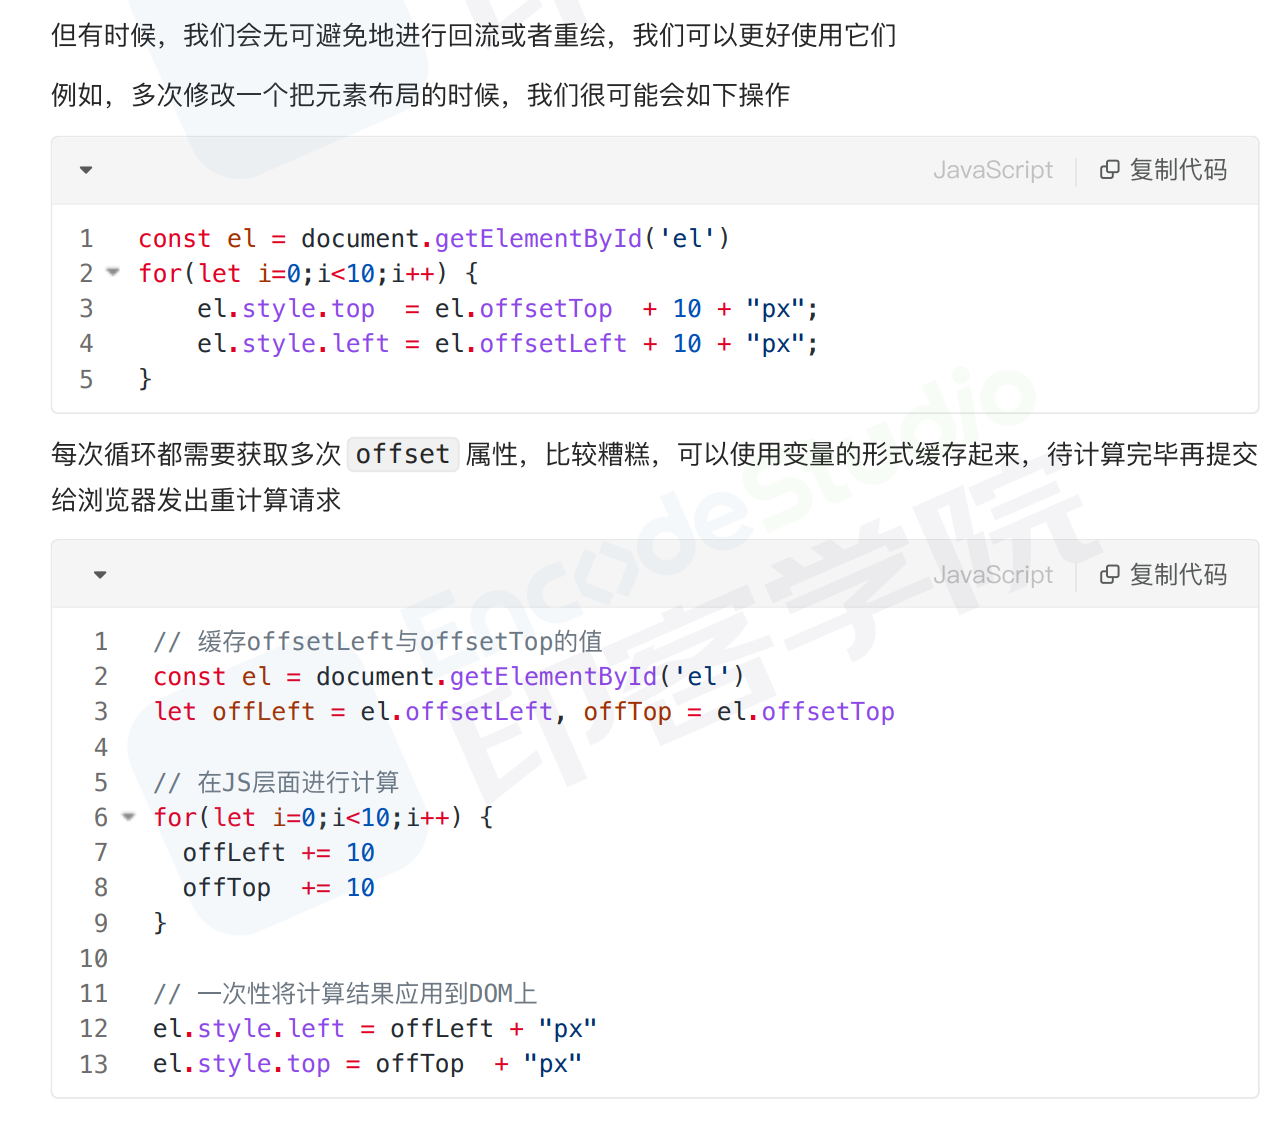 但有时候，我们会无可避免地进行回流或者重绘，我们可以更好使用它们
例如，多次修改一个把元素布局的时候，我们很可能会如下操作
JavaScript 复制代码
1 const el = document.getElementById('el')
2 for(let i=0;i<10;i++) {
3     el.style.top  = el.offsetTop  + 10 + "px";
4     el.style.left = el.offsetLeft + 10 + "px";
5 }
每次循环都需要获取多次 offset 属性，比较糟糕，可以使用变量的形式缓存起来，待计算完毕再提交
给浏览器发出重计算请求
JavaScript 复制代码
1 // 缓存offsetLeft与offsetTop的值
2 const el = document.getElementById('el')
3 let offLeft = el.offsetLeft, offTop = el.offsetTop
4
5 // 在JS层面进行计算
6 for(let i=0;i<10;i++) {
7   offLeft += 10
8   offTop  += 10
9 }
10
11 // 一次性将计算结果应用到DOM上
12 el.style.left = offLeft + "px"
13 el.style.top = offTop  + "px"
EncodeStudio
印客学院